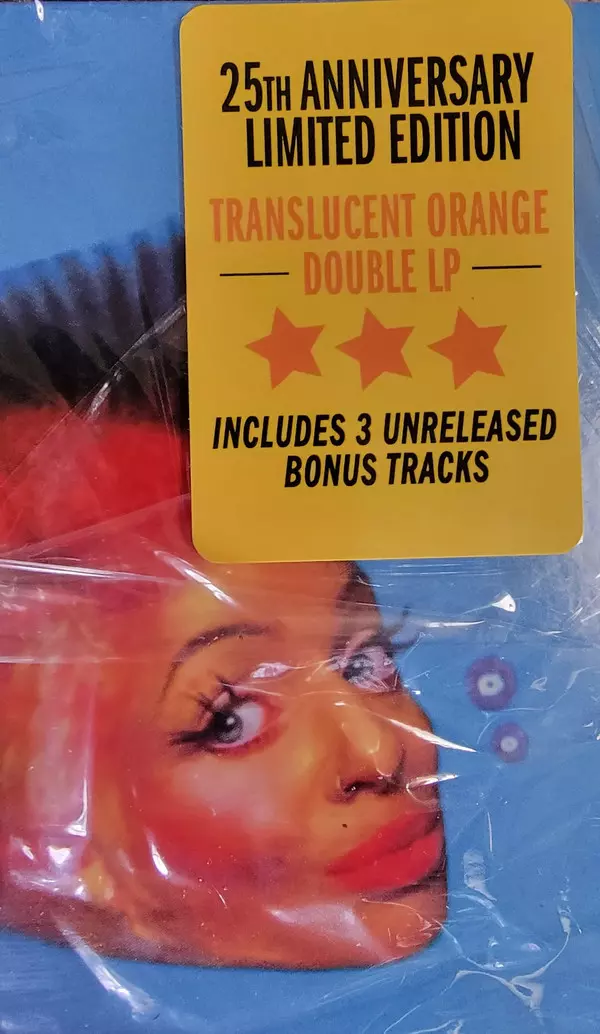 25TH ANNIVERSARY
LIMITED EDITION
TRANSLUCENT ORANGE
DOUBLE LP
INCLUDES 3 UNRELEASED
BONUS TRACKS